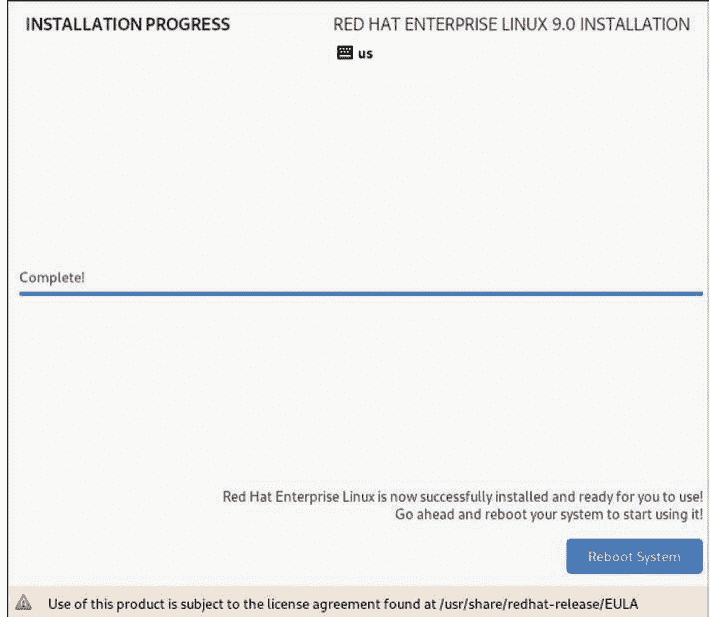 INSTALLATION PROGRESS
RED HAT ENTERPRISE LINUX 9.0 INSTALLATION
us
Complete!
Red Hat Enterprise Linux is now successfully installed and ready for you to use!
Go ahead and reboot your system to start using it!
Reboot System
Use of this product is subject to the license agreement found at /usr/share/redhat-release/EULA